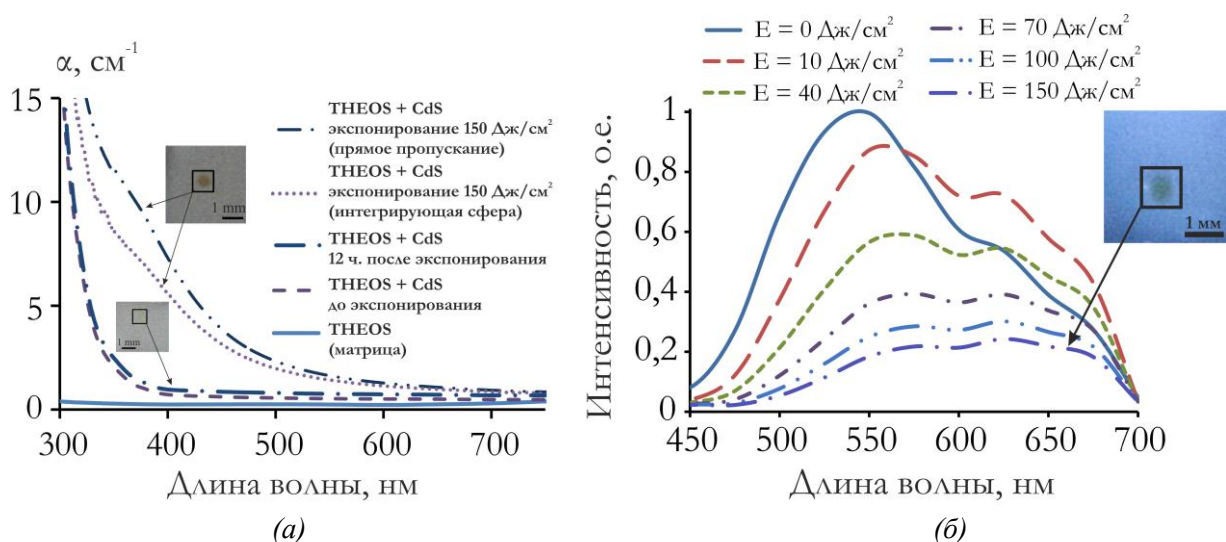 α, см⁻¹
15
10
5
0
300 400 500 600 700
Длина волны, нм
THEOS + CdS
экспонирование 150 Дж/см²
(прямое пропускание)
THEOS + CdS
экспонирование 150 Дж/см²
(интегрирующая сфера)
THEOS + CdS
12 ч. после экспонирования
THEOS + CdS
до экспонирования
THEOS
(матрица)
1 mm
1 mm
(а)
E = 0 Дж/см²
E = 10 Дж/см²
E = 40 Дж/см²
E = 70 Дж/см²
E = 100 Дж/см²
E = 150 Дж/см²
Интенсивность, о.е.
1
0,8
0,6
0,4
0,2
0
450 500 550 600 650 700
Длина волны, нм
1 мм
(б)